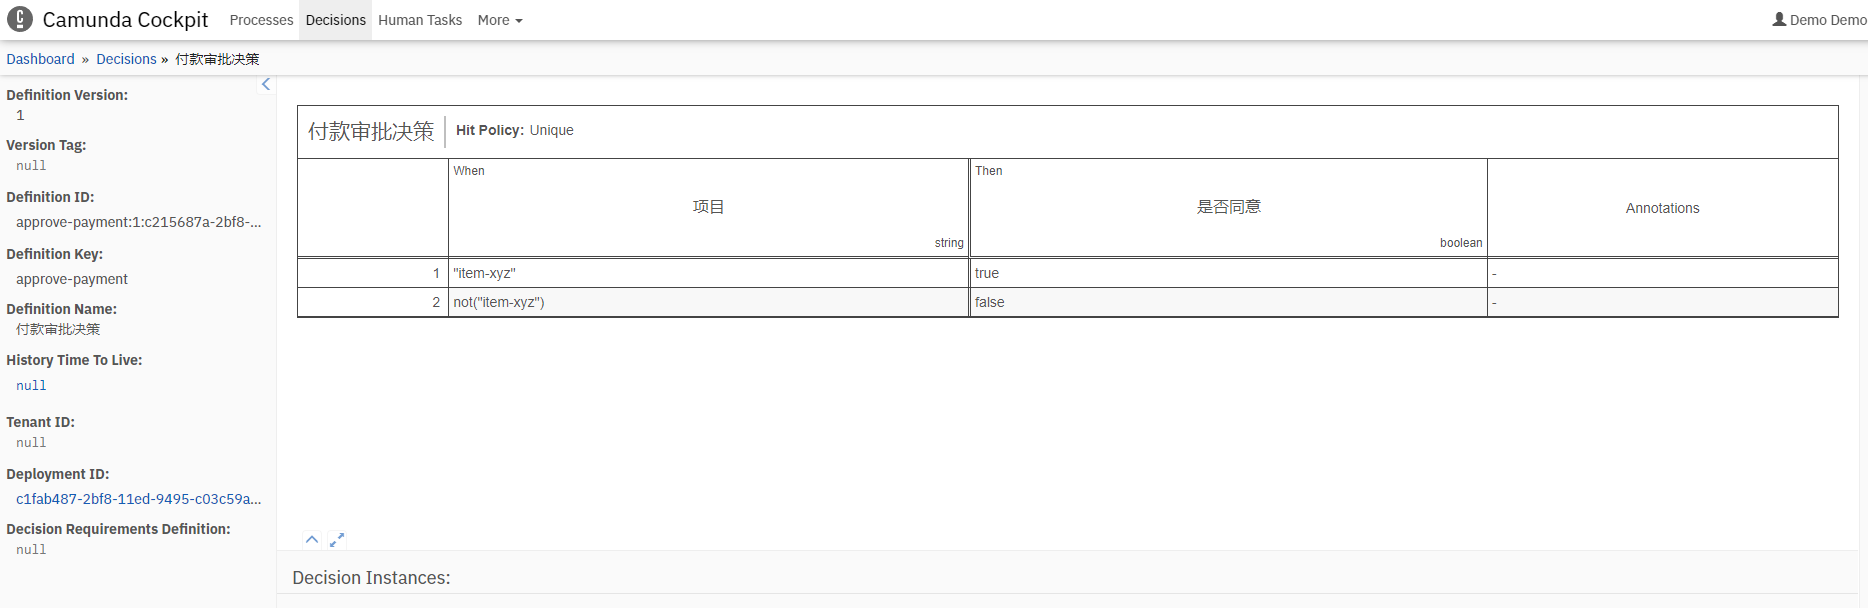 Camunda Cockpit Processes Decisions Human Tasks More Demo Demo
Dashboard » Decisions » 付款审批决策
Definition Version:
1
Version Tag:
null
Definition ID:
approve-payment:1:c215687a-2bf8-...
Definition Key:
approve-payment
Definition Name:
付款审批决策
History Time To Live:
null
Tenant ID:
null
Deployment ID:
c1fab487-2bf8-11ed-9495-c03c59a...
Decision Requirements Definition:
null
付款审批决策 Hit Policy: Unique
When Then
项目 是否同意 Annotations
string boolean
1 "item-xyz" true -
2 not("item-xyz") false -
Decision Instances: